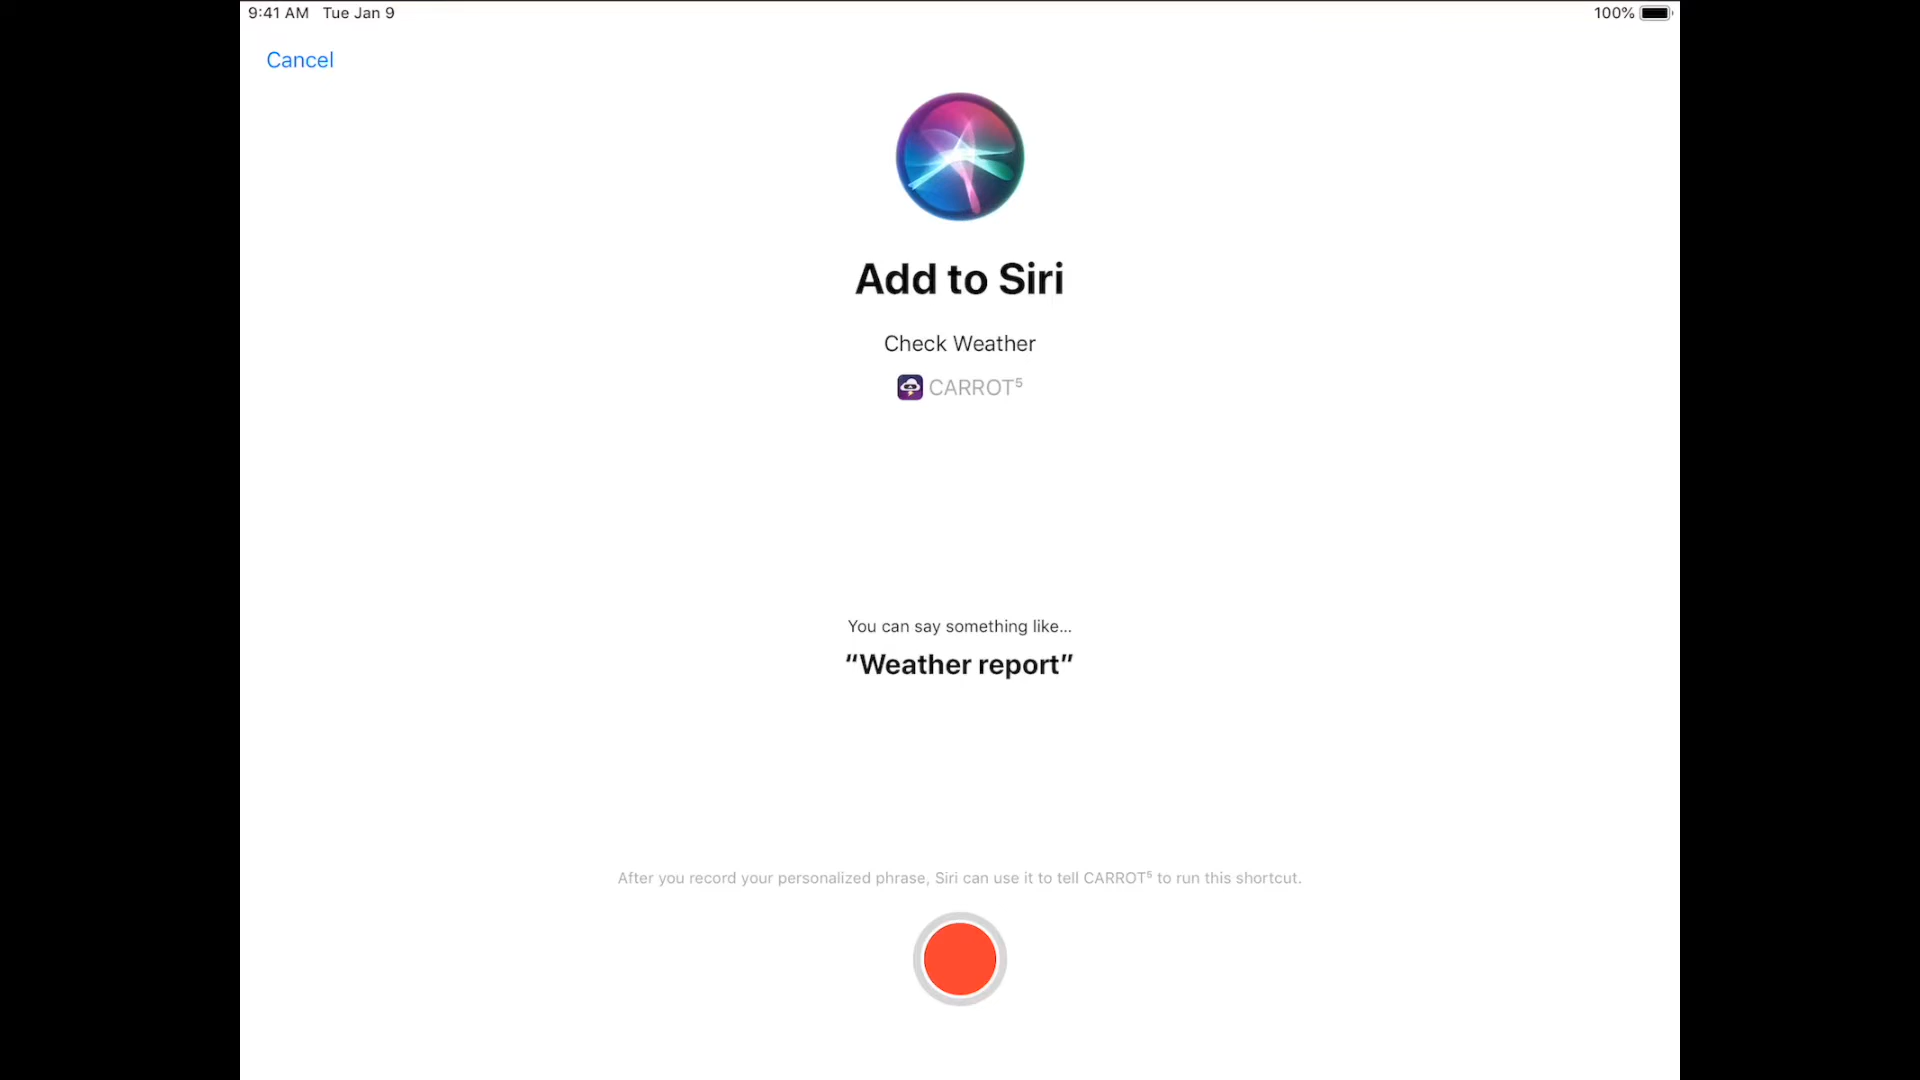 9:41 AM Tue Jan 9 100%
Cancel
Add to Siri
Check Weather
CARROT⁵
You can say something like...
“Weather report”
After you record your personalized phrase, Siri can use it to tell CARROT⁵ to run this shortcut.